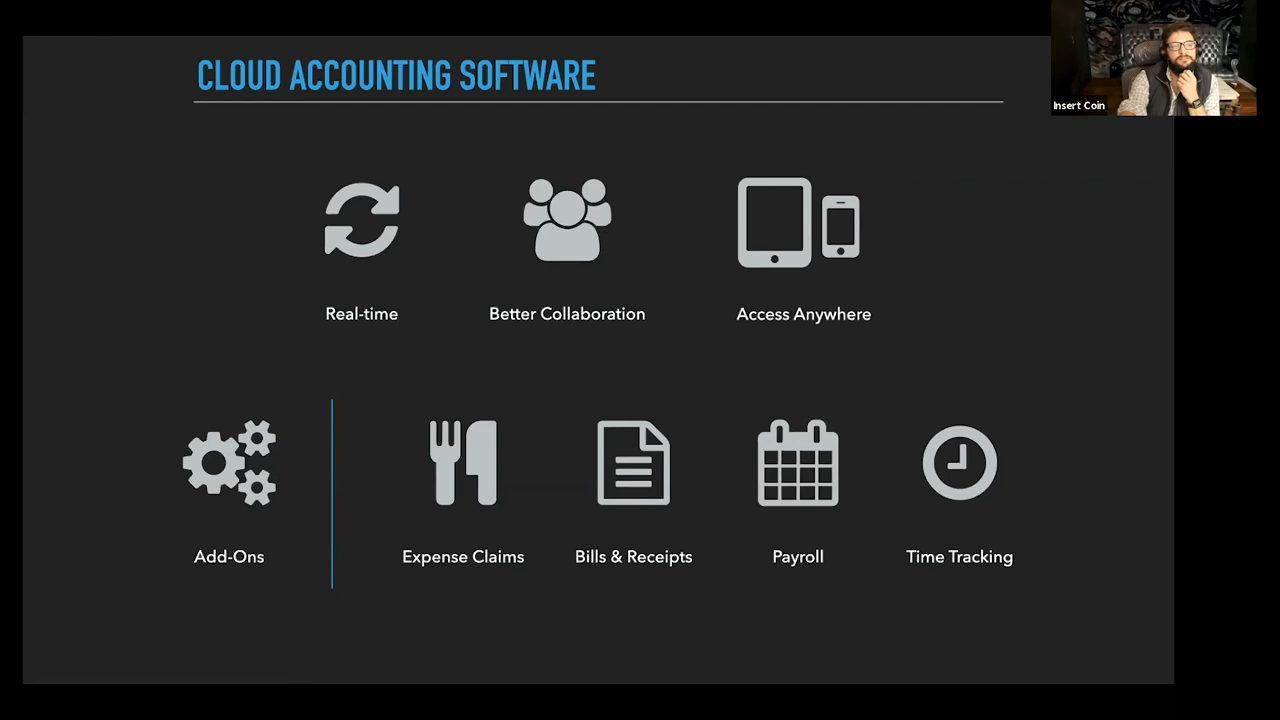 CLOUD ACCOUNTING SOFTWARE
Insert Coin
Real-time
Better Collaboration
Access Anywhere
Add-Ons
Expense Claims
Bills & Receipts
Payroll
Time Tracking